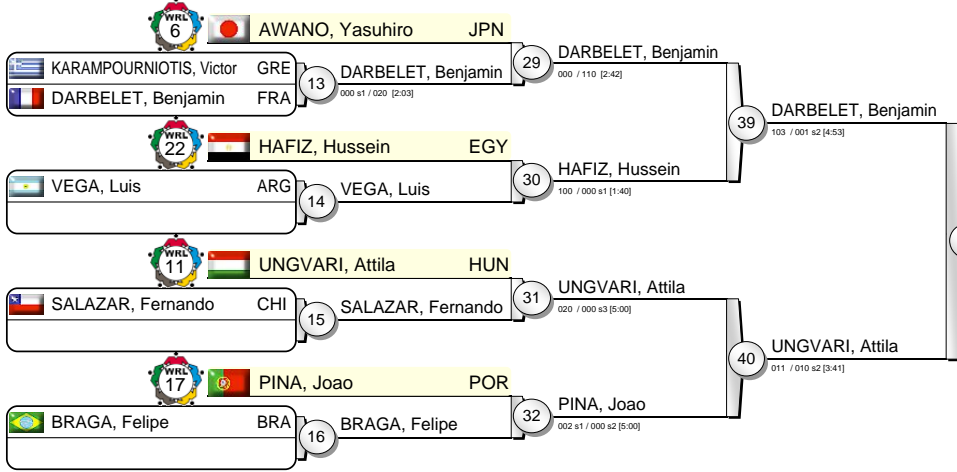 WRL
6
AWANO, Yasuhiro JPN
KARAMPOURNIOTIS, Victor GRE
DARBELET, Benjamin FRA
13
DARBELET, Benjamin
000 s1 / 020 [2:03]
29
DARBELET, Benjamin
000 / 110 [2:42]
WRL
22
HAFIZ, Hussein EGY
VEGA, Luis ARG
14
VEGA, Luis
30
HAFIZ, Hussein
100 / 000 s1 [1:40]
39
DARBELET, Benjamin
103 / 001 s2 [4:53]
WRL
11
UNGVARI, Attila HUN
SALAZAR, Fernando CHI
15
SALAZAR, Fernando
31
UNGVARI, Attila
020 / 000 s3 [5:00]
WRL
17
PINA, Joao POR
BRAGA, Felipe BRA
16
BRAGA, Felipe
32
PINA, Joao
002 s1 / 000 s2 [5:00]
40
UNGVARI, Attila
011 / 010 s2 [3:41]